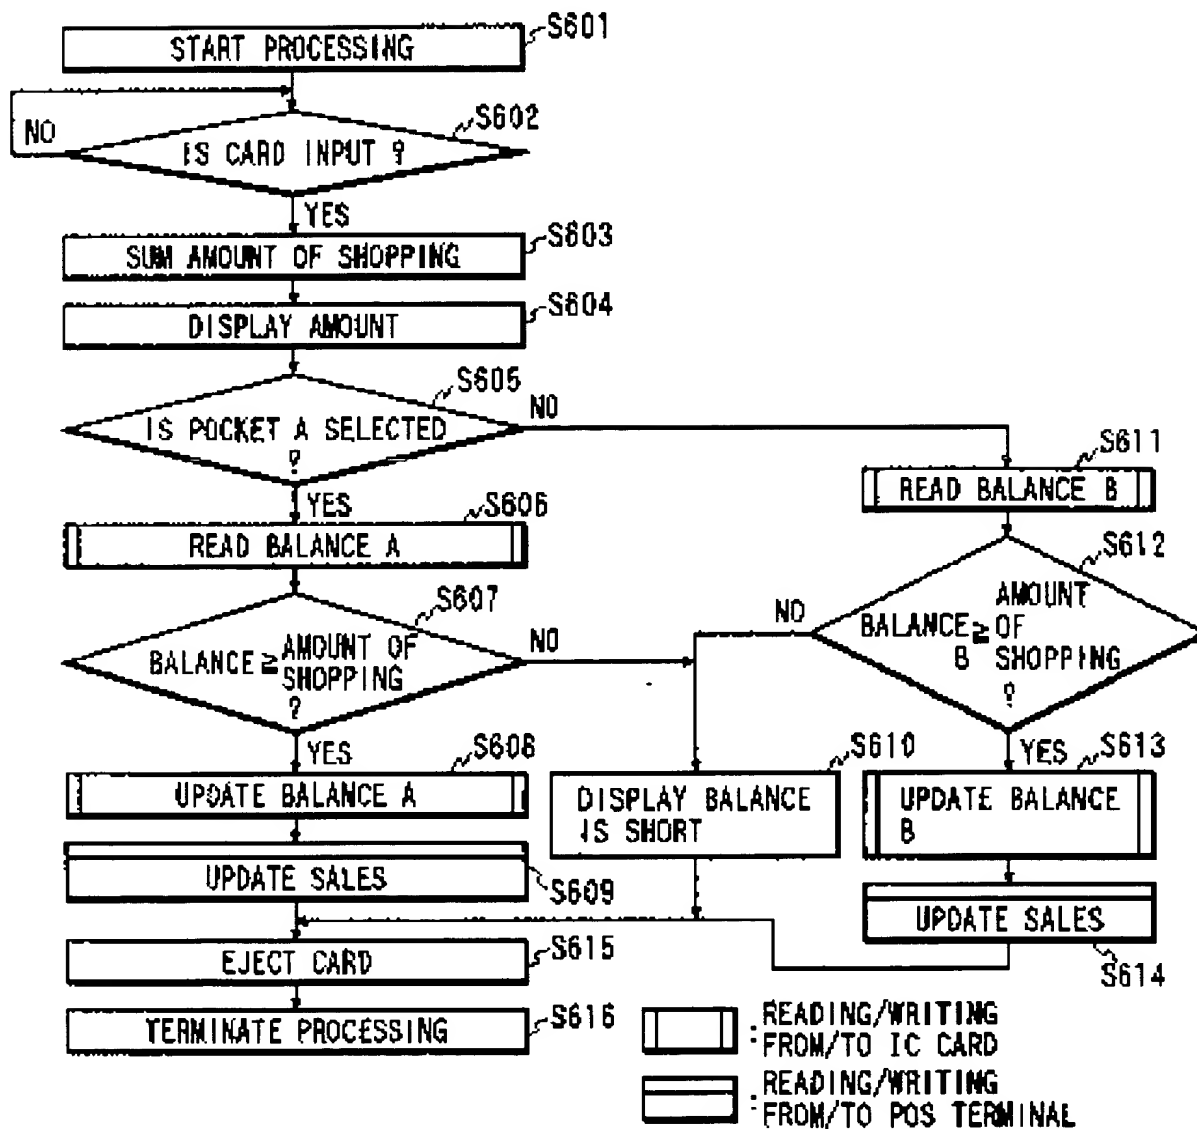 START PROCESSING
S601
NO
IS CARD INPUT ?
S602
YES
SUM AMOUNT OF SHOPPING
S603
DISPLAY AMOUNT
S604
IS POCKET A SELECTED
?
S605
NO
YES
READ BALANCE A
S606
BALANCE ≧ AMOUNT OF
SHOPPING
?
S607
NO
YES
UPDATE BALANCE A
S608
UPDATE SALES
S609
DISPLAY BALANCE
IS SHORT
S610
READ BALANCE B
S611
AMOUNT
BALANCE ≧ OF
B SHOPPING
?
S612
NO
YES
UPDATE BALANCE
B
S613
UPDATE SALES
S614
EJECT CARD
S615
TERMINATE PROCESSING
S616
: READING/WRITING
FROM/TO IC CARD
: READING/WRITING
FROM/TO POS TERMINAL